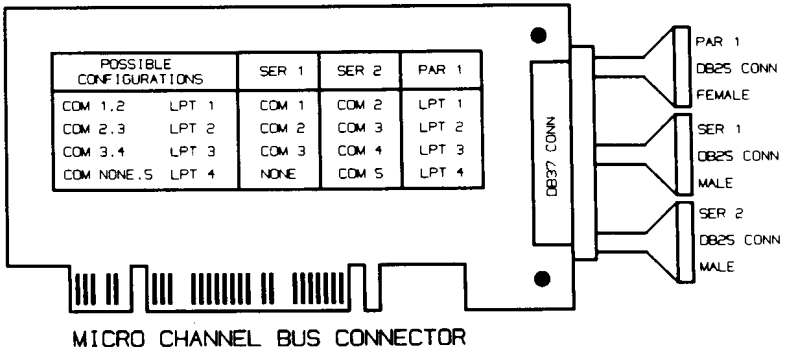 POSSIBLE CONFIGURATIONS SER 1 SER 2 PAR 1
COM 1,2 LPT 1 COM 1 COM 2 LPT 1
COM 2,3 LPT 2 COM 2 COM 3 LPT 2
COM 3,4 LPT 3 COM 3 COM 4 LPT 3
COM NONE,5 LPT 4 NONE COM 5 LPT 4
DB37 CONN
PAR 1
DB25 CONN
FEMALE
SER 1
DB25 CONN
MALE
SER 2
DB25 CONN
MALE
MICRO CHANNEL BUS CONNECTOR